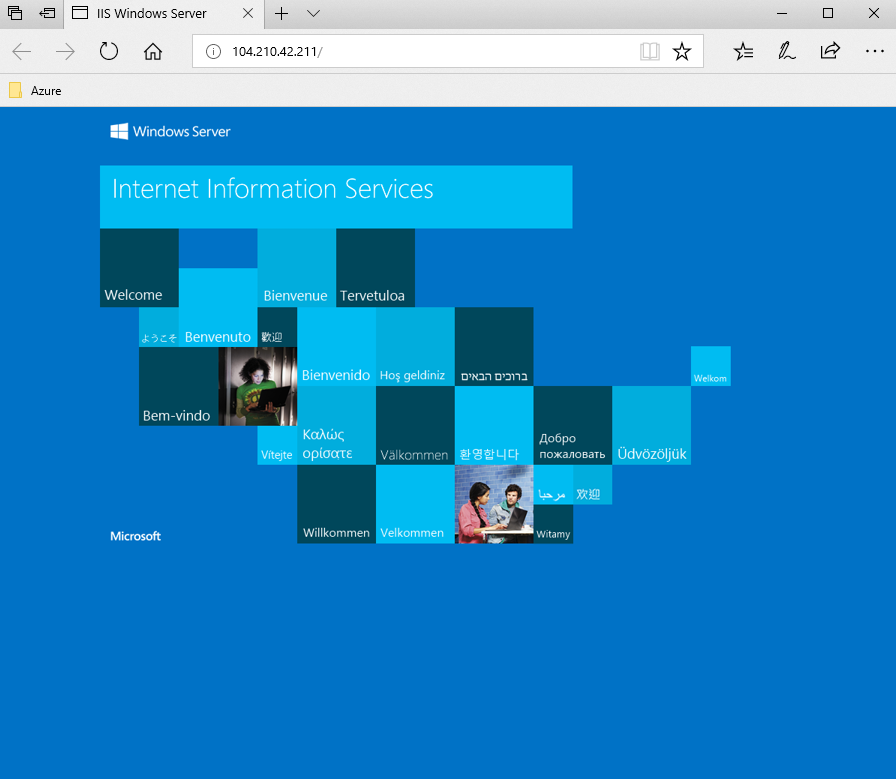 IIS Windows Server
104.210.42.211/
Azure
Windows Server
Internet Information Services
Welcome
Bienvenue
Tervetuloa
ようこそ
Benvenuto
歡迎
Bienvenido
Hoş geldiniz
ברוכים הבאים
Welkom
Bem-vindo
Vítejte
Καλώς
ορίσατε
Välkommen
환영합니다
Добро
пожаловать
Üdvözöljük
Willkommen
Velkommen
مرحبا
欢迎
Witamy
Microsoft